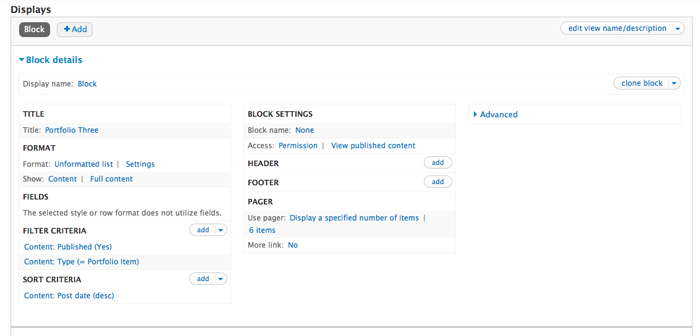 Displays
Block + Add edit view name/description
Block details
Display name: Block clone block
TITLE
Title: Portfolio Three
FORMAT
Format: Unformatted list | Settings
Show: Content | Full content
FIELDS
The selected style or row format does not utilize fields.
FILTER CRITERIA add
Content: Published (Yes)
Content: Type (= Portfolio Item)
SORT CRITERIA add
Content: Post date (desc)
BLOCK SETTINGS
Block name: None
Access: Permission | View published content
HEADER add
FOOTER add
PAGER
Use pager: Display a specified number of items |
6 items
More link: No
Advanced